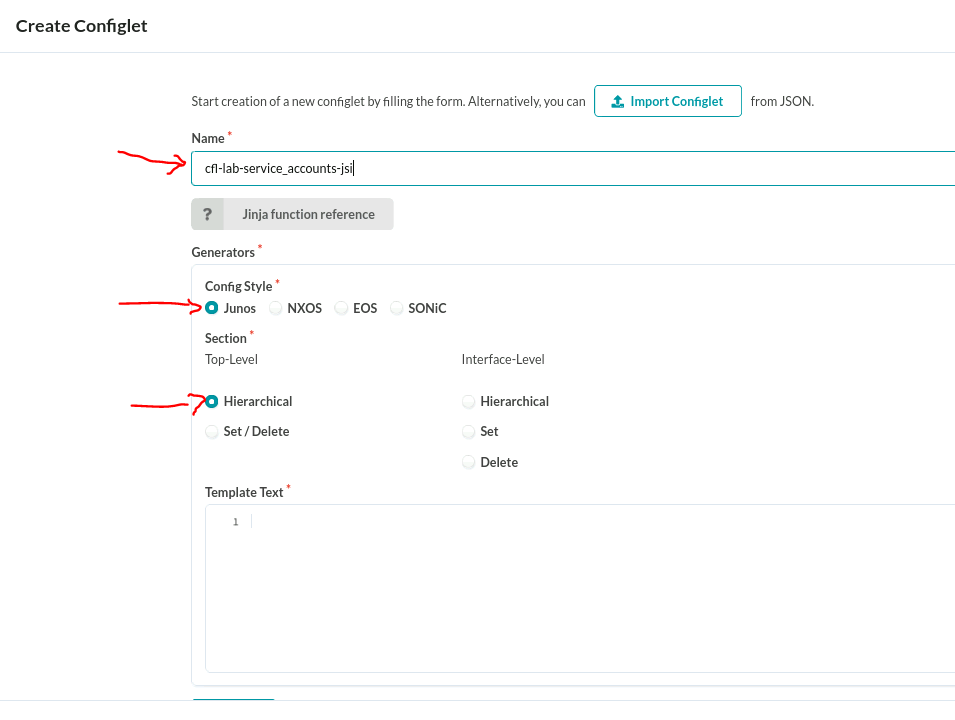 Create Configlet
Start creation of a new configlet by filling the form. Alternatively, you can Import Configlet from JSON.
Name *
cfl-lab-service_accounts-jsi
? Jinja function reference
Generators *
Config Style *
Junos NXOS EOS SONiC
Section *
Top-Level Interface-Level
Hierarchical Hierarchical
Set / Delete Set
Delete
Template Text *
1